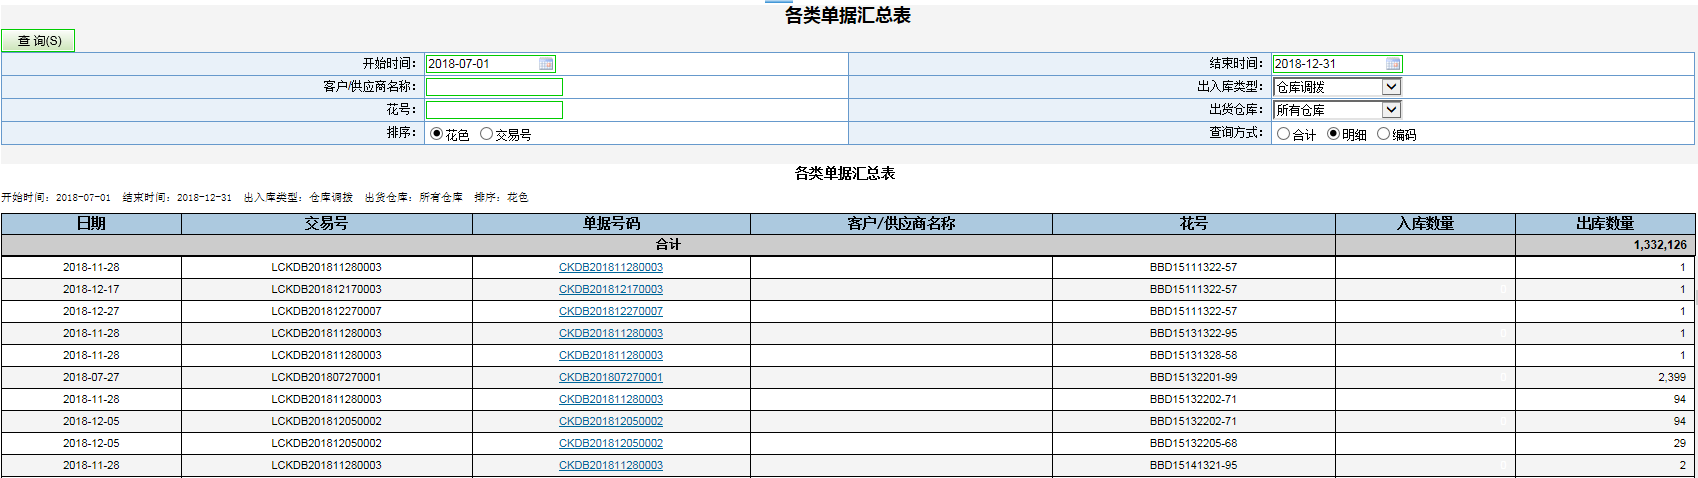 各类单据汇总表
查 询(S)
开始时间： 2018-07-01 结束时间： 2018-12-31
客户/供应商名称： 出入库类型： 仓库调拨
花号： 出货仓库： 所有仓库
排序： 花色 交易号 查询方式： 合计 明细 编码
各类单据汇总表
开始时间：2018-07-01 结束时间：2018-12-31 出入库类型：仓库调拨 出货仓库：所有仓库 排序：花色
日期 交易号 单据号码 客户/供应商名称 花号 入库数量 出库数量
合计 1,332,126
2018-11-28 LCKDB201811280003 CKDB201811280003 BBD15111322-57 1
2018-12-17 LCKDB201812170003 CKDB201812170003 BBD15111322-57 0 1
2018-12-27 LCKDB201812270007 CKDB201812270007 BBD15111322-57 1
2018-11-28 LCKDB201811280003 CKDB201811280003 BBD15131322-95 0 1
2018-11-28 LCKDB201811280003 CKDB201811280003 BBD15131328-58 1
2018-07-27 LCKDB201807270001 CKDB201807270001 BBD15132201-99 0 2,399
2018-11-28 LCKDB201811280003 CKDB201811280003 BBD15132202-71 94
2018-12-05 LCKDB201812050002 CKDB201812050002 BBD15132202-71 0 94
2018-12-05 LCKDB201812050002 CKDB201812050002 BBD15132205-68 29
2018-11-28 LCKDB201811280003 CKDB201811280003 BBD15141321-95 0 2